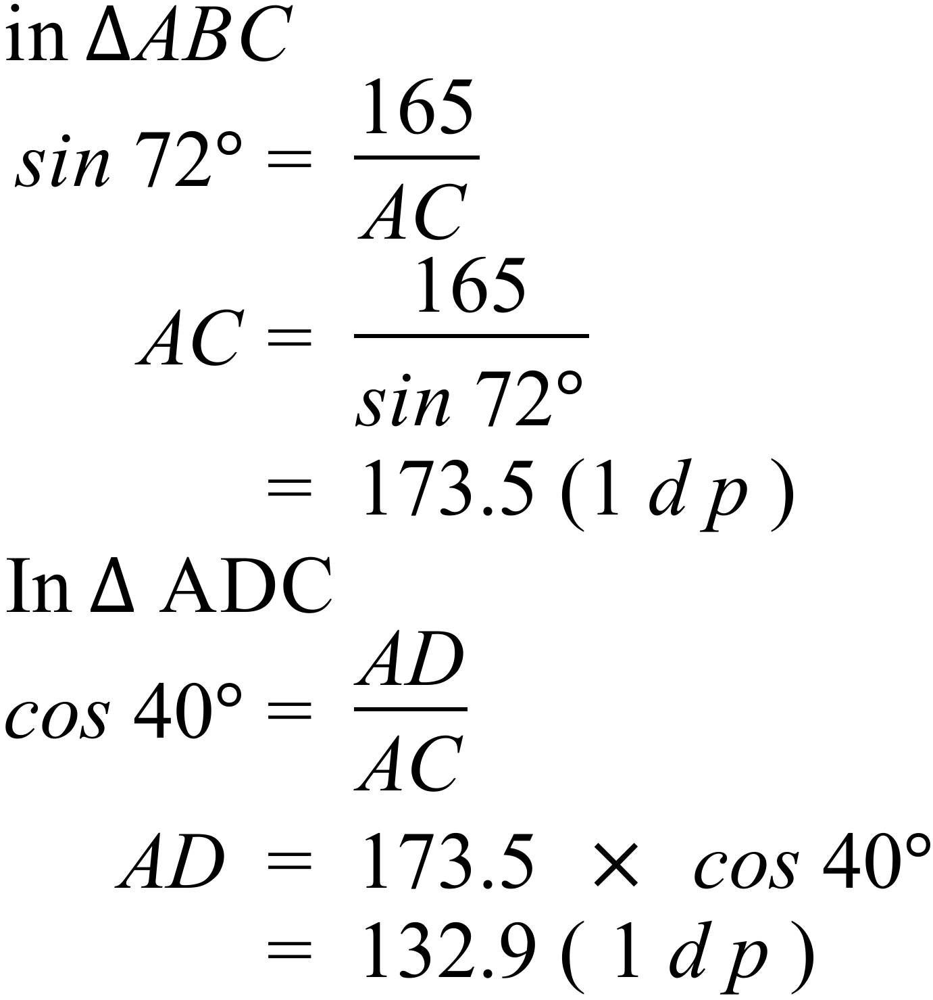 in ΔABC
sin 72° = 165/AC
AC = 165/sin 72°
= 173.5 (1 d p )
In Δ ADC
cos 40° = AD/AC
AD = 173.5 × cos 40°
= 132.9 ( 1 d p )